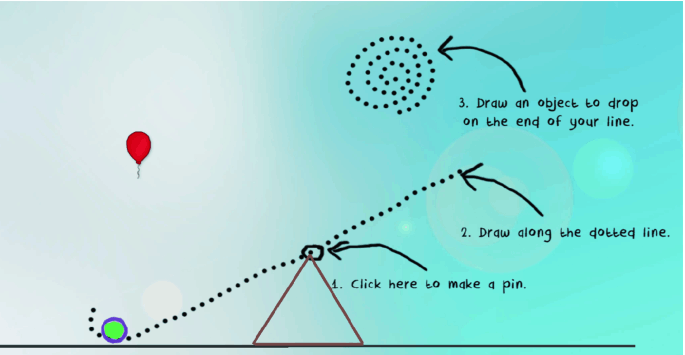 3. Draw an object to drop
on the end of your line.
2. Draw along the dotted line.
1. Click here to make a pin.